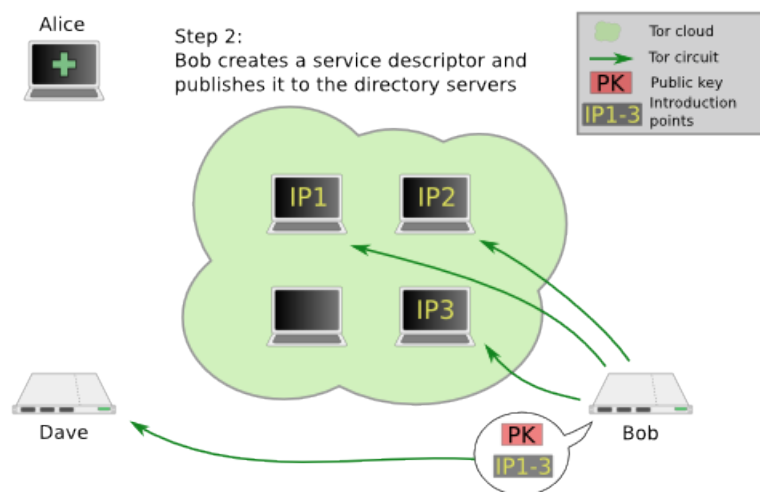 Alice
Step 2:
Bob creates a service descriptor and
publishes it to the directory servers
Tor cloud
Tor circuit
PK Public key
IP1-3 Introduction
points
IP1 IP2
IP3
Dave
Bob
PK
IP1-3